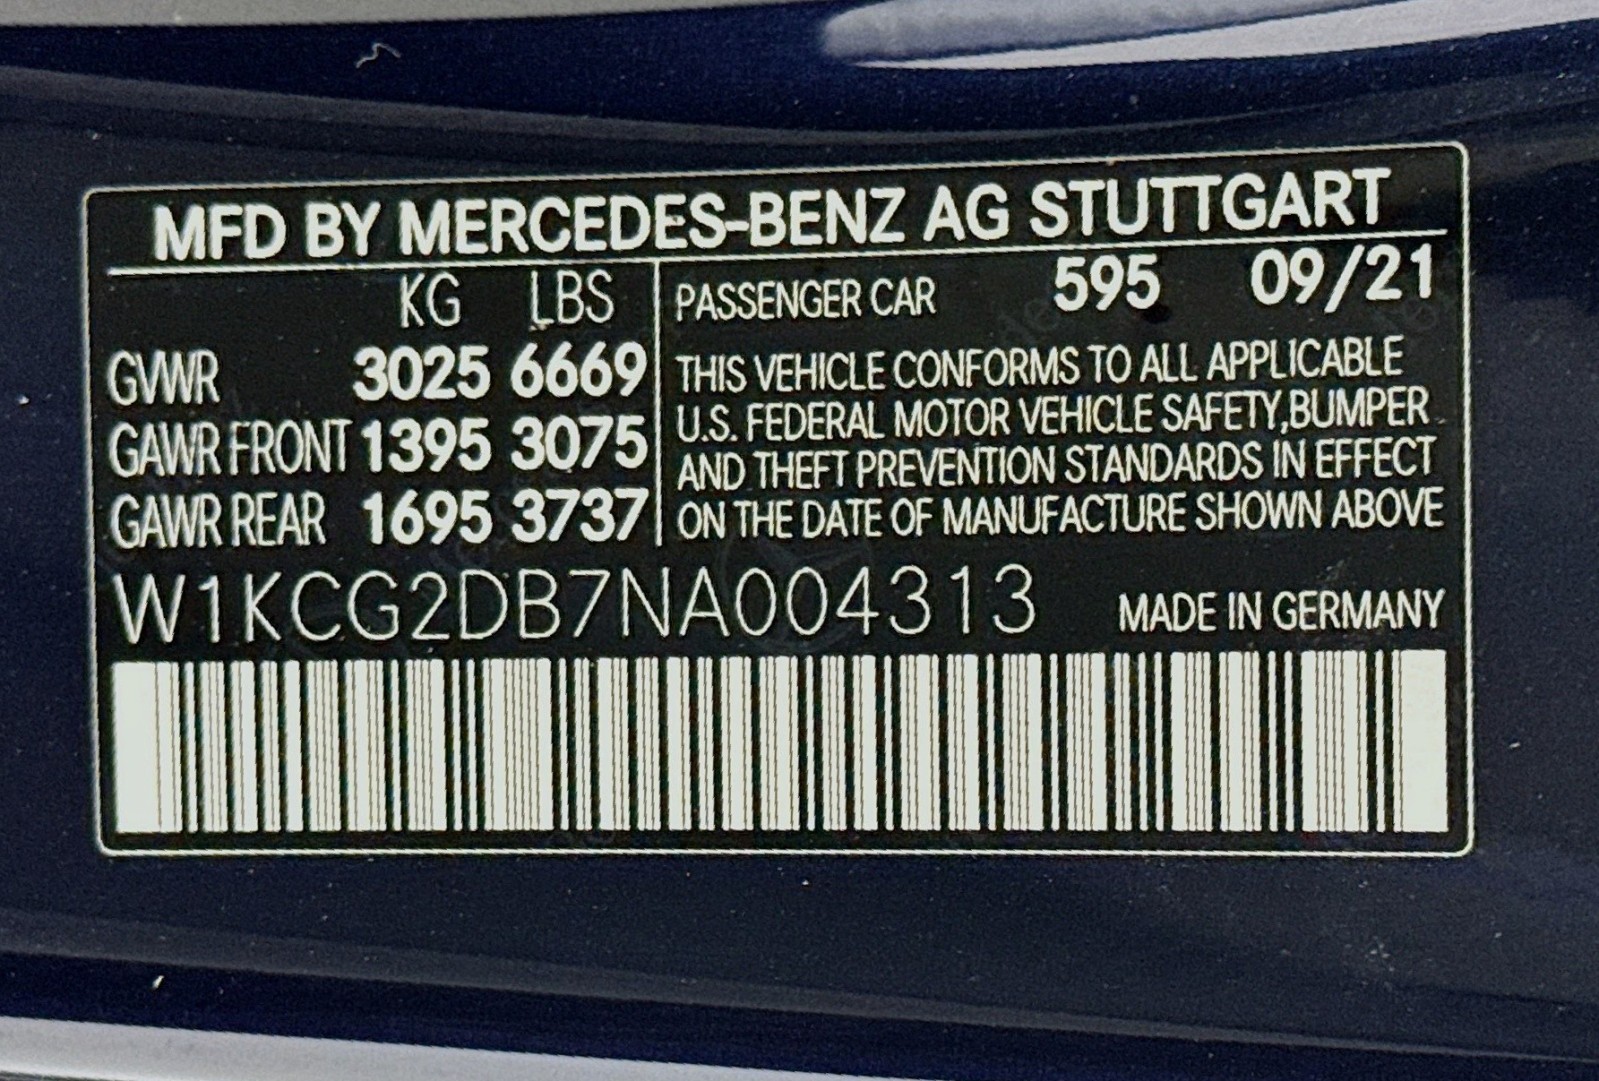 MFD BY MERCEDES-BENZ AG STUTTGART
KG LBS
GVWR 3025 6669
GAWR FRONT 1395 3075
GAWR REAR 1695 3737
PASSENGER CAR 595 09/21
THIS VEHICLE CONFORMS TO ALL APPLICABLE
U.S. FEDERAL MOTOR VEHICLE SAFETY,BUMPER
AND THEFT PREVENTION STANDARDS IN EFFECT
ON THE DATE OF MANUFACTURE SHOWN ABOVE
W1KCG2DB7NA004313 MADE IN GERMANY